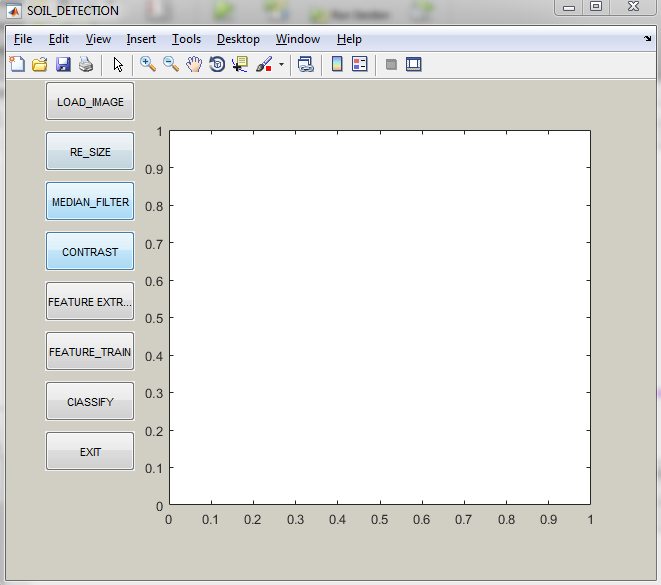 SOIL_DETECTION
File Edit View Insert Tools Desktop Window Help
LOAD_IMAGE
RE_SIZE
MEDIAN_FILTER
CONTRAST
FEATURE EXTR...
FEATURE_TRAIN
ClASSIFY
EXIT
1
0.9
0.8
0.7
0.6
0.5
0.4
0.3
0.2
0.1
0
0 0.1 0.2 0.3 0.4 0.5 0.6 0.7 0.8 0.9 1